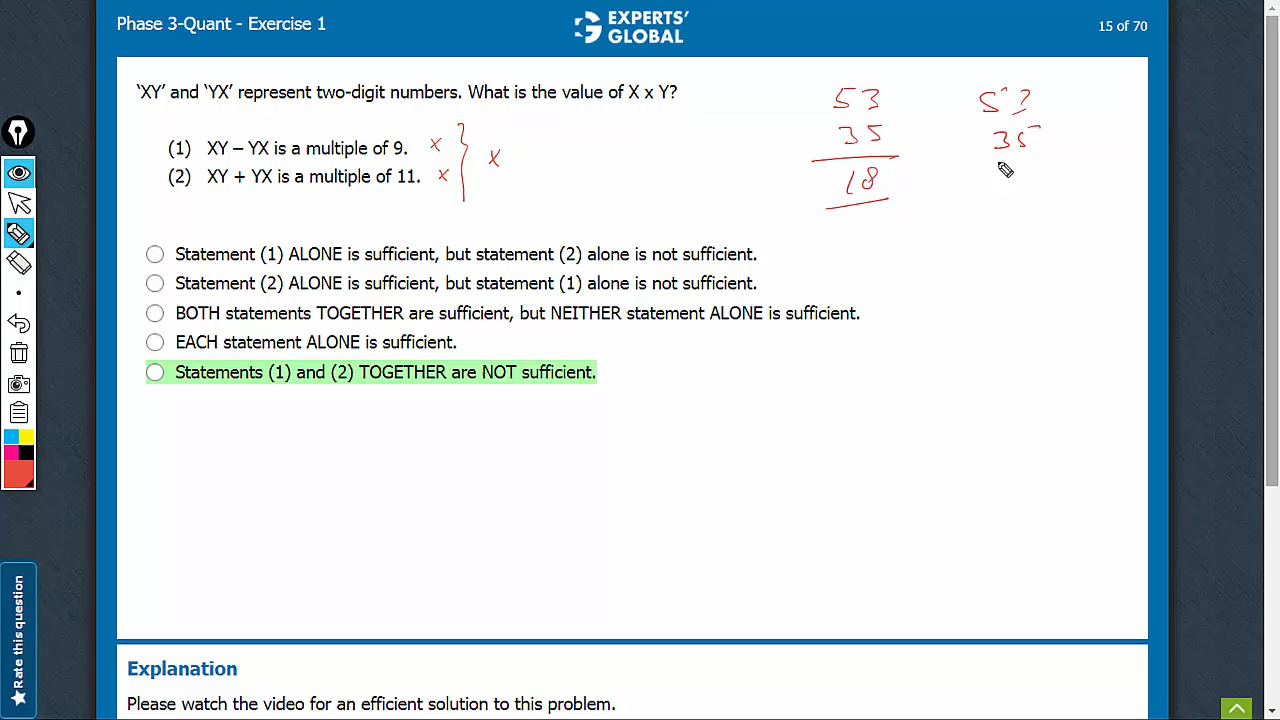 Phase 3-Quant - Exercise 1
EXPERTS'
GLOBAL
15 of 70
'XY' and 'YX' represent two-digit numbers. What is the value of X x Y?
(1) XY – YX is a multiple of 9. x
(2) XY + YX is a multiple of 11. x
x
53
35
18
53
35
Statement (1) ALONE is sufficient, but statement (2) alone is not sufficient.
Statement (2) ALONE is sufficient, but statement (1) alone is not sufficient.
BOTH statements TOGETHER are sufficient, but NEITHER statement ALONE is sufficient.
EACH statement ALONE is sufficient.
Statements (1) and (2) TOGETHER are NOT sufficient.
Rate this question
Explanation
Please watch the video for an efficient solution to this problem.